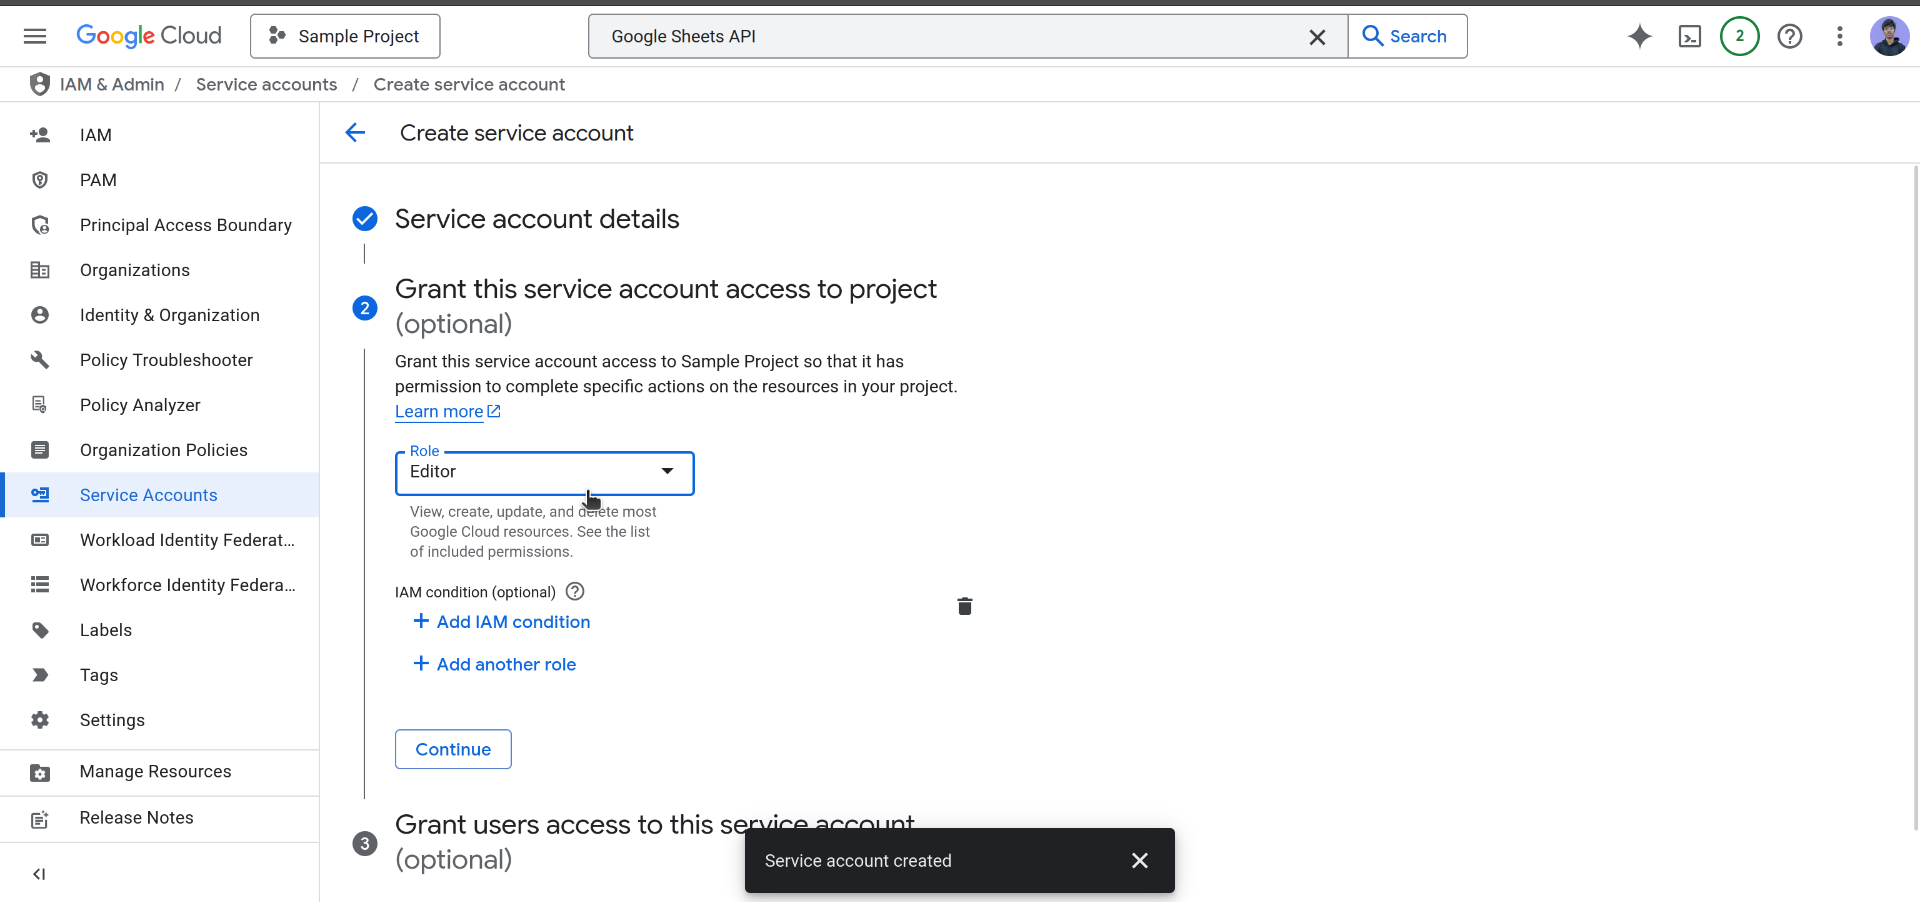 Google Cloud
Sample Project
Google Sheets API
Search
2
IAM & Admin / Service accounts / Create service account
IAM
PAM
Principal Access Boundary
Organizations
Identity & Organization
Policy Troubleshooter
Policy Analyzer
Organization Policies
Service Accounts
Workload Identity Federat...
Workforce Identity Federa...
Labels
Tags
Settings
Manage Resources
Release Notes
Create service account
Service account details
2
Grant this service account access to project
(optional)
Grant this service account access to Sample Project so that it has
permission to complete specific actions on the resources in your project.
Learn more
Role
Editor
View, create, update, and delete most
Google Cloud resources. See the list
of included permissions.
IAM condition (optional)
+ Add IAM condition
+ Add another role
Continue
3
Grant users access to this service account
(optional)
Service account created